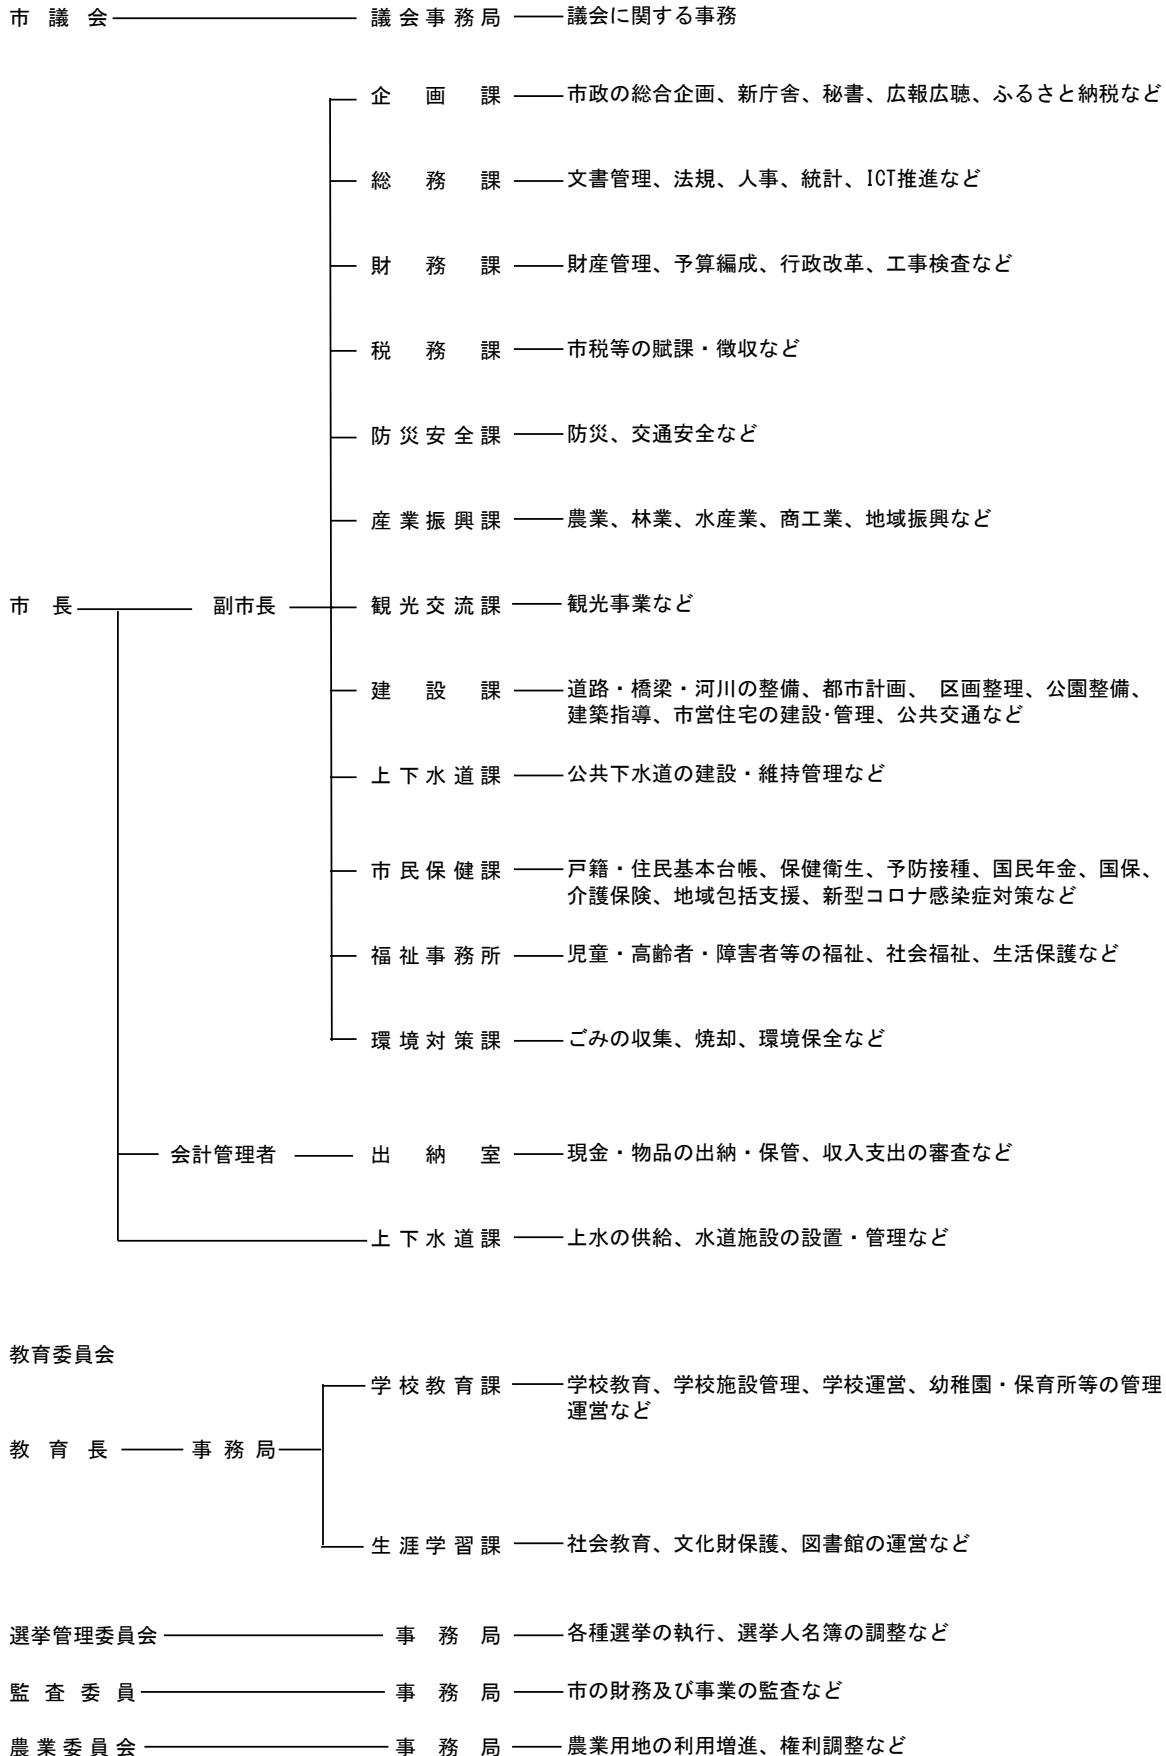 市議会 議会事務局 議会に関する事務
企画課 市政の総合企画、新庁舎、秘書、広報広聴、ふるさと納税など
総務課 文書管理、法規、人事、統計、ICT推進など
財務課 財産管理、予算編成、行政改革、工事検査など
税務課 市税等の賦課・徴収など
防災安全課 防災、交通安全など
産業振興課 農業、林業、水産業、商工業、地域振興など
市長 副市長 観光交流課 観光事業など
建設課 道路・橋梁・河川の整備、都市計画、 区画整理、公園整備、
建築指導、市営住宅の建設・管理、公共交通など
上下水道課 公共下水道の建設・維持管理など
市民保健課 戸籍・住民基本台帳、保健衛生、予防接種、国民年金、国保、
介護保険、地域包括支援、新型コロナ感染症対策など
福祉事務所 児童・高齢者・障害者等の福祉、社会福祉、生活保護など
環境対策課 ごみの収集、焼却、環境保全など
会計管理者 出納室 現金・物品の出納・保管、収入支出の審査など
上下水道課 上水の供給、水道施設の設置・管理など
教育委員会
学校教育課 学校教育、学校施設管理、学校運営、幼稚園・保育所等の管理
運営など
教育長 事務局
生涯学習課 社会教育、文化財保護、図書館の運営など
選挙管理委員会 事務局 各種選挙の執行、選挙人名簿の調整など
監査委員 事務局 市の財務及び事業の監査など
農業委員会 事務局 農業用地の利用増進、権利調整など